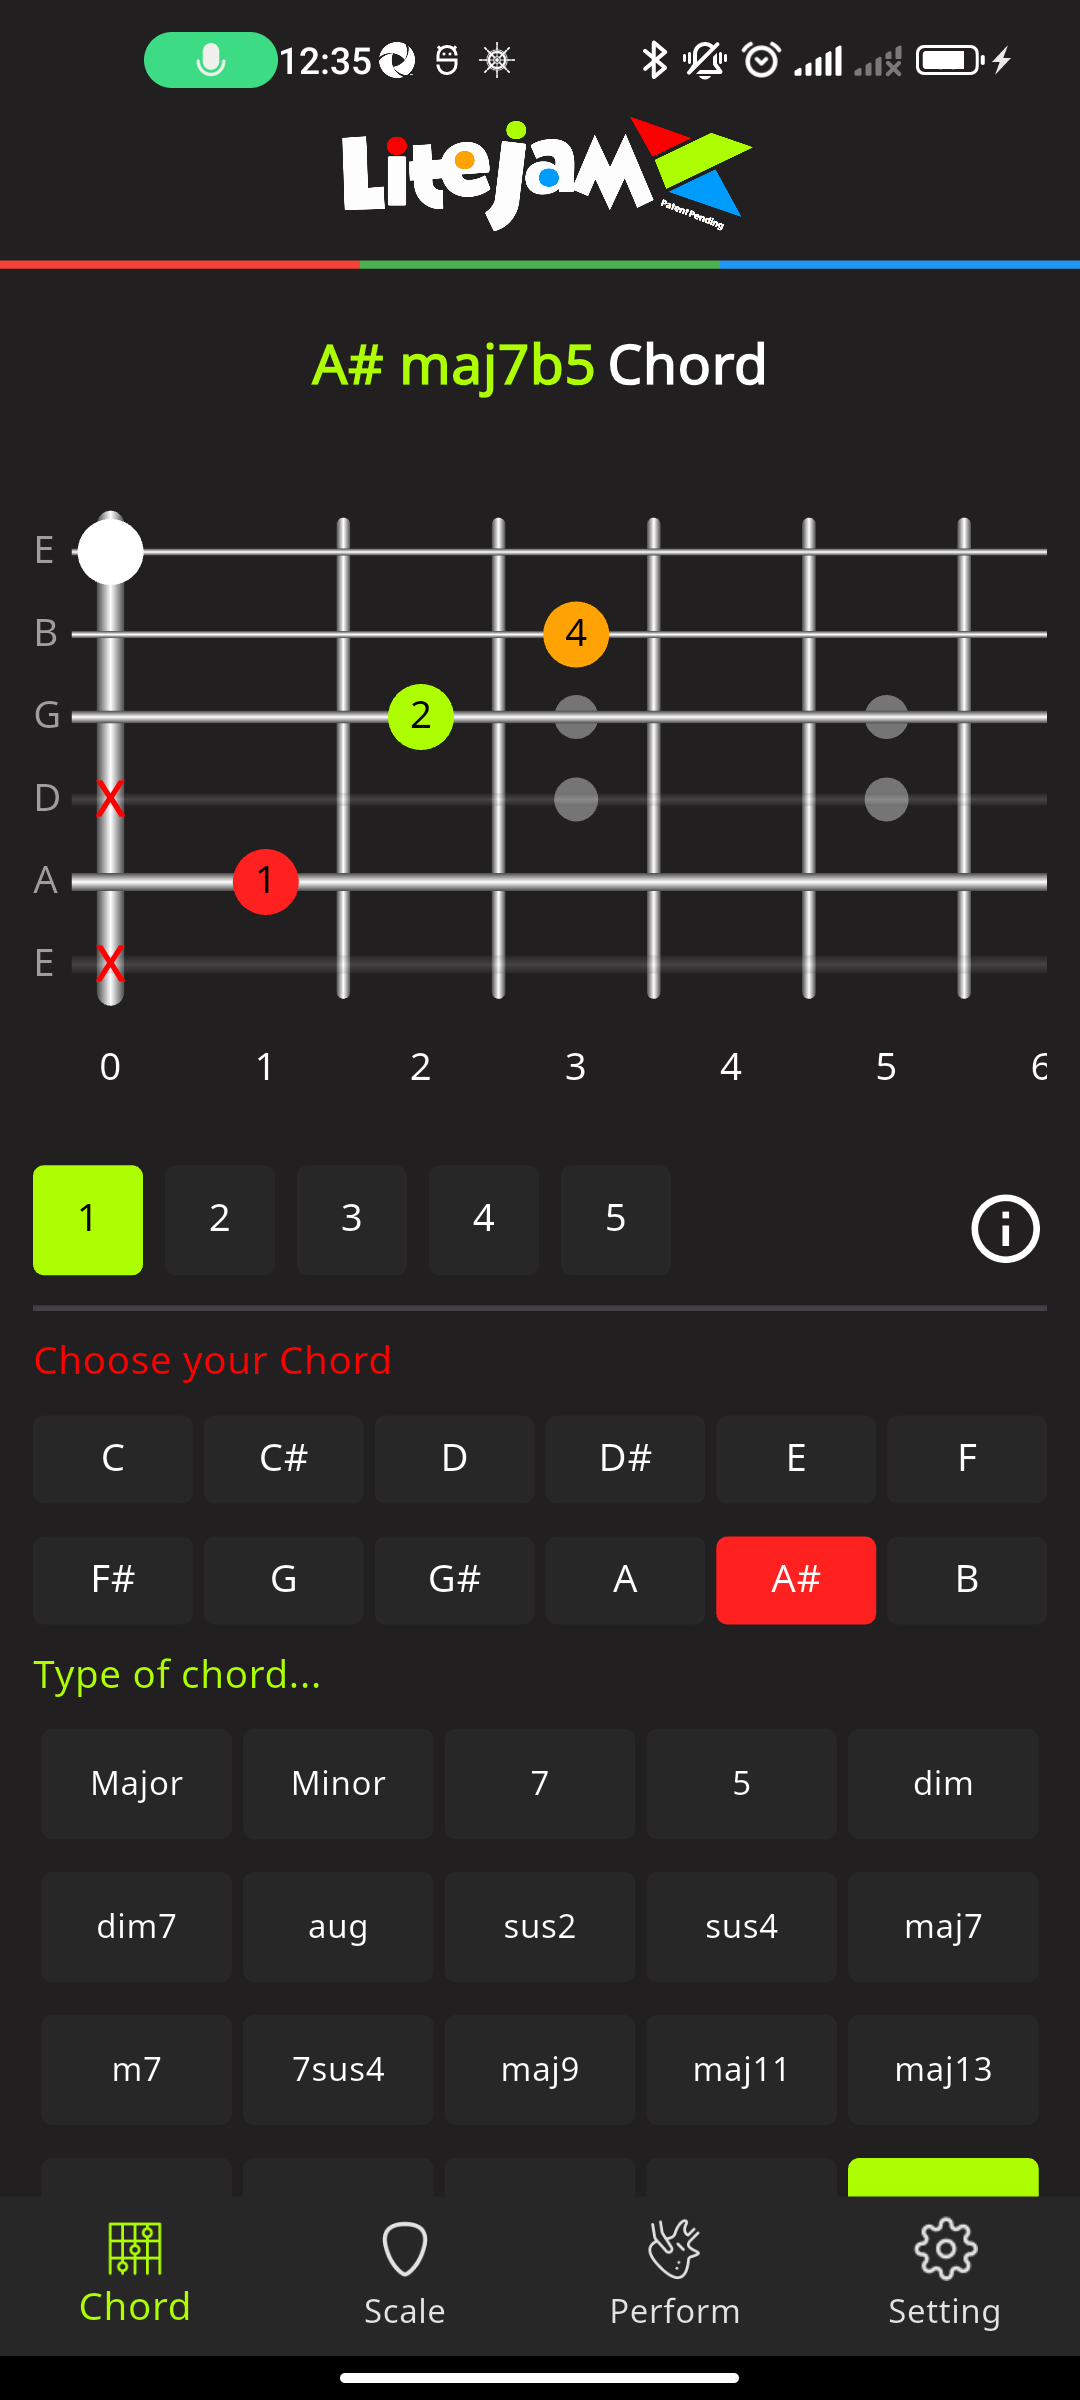 12:35
Litejam
Patent Pending
A# maj7b5 Chord
E
B
4
G
2
D
X
A
1
E
X
0 1 2 3 4 5 6
1 2 3 4 5
Choose your Chord
C C# D D# E F
F# G G# A A# B
Type of chord...
Major Minor 7 5 dim
dim7 aug sus2 sus4 maj7
m7 7sus4 maj9 maj11 maj13
Chord Scale Perform Setting